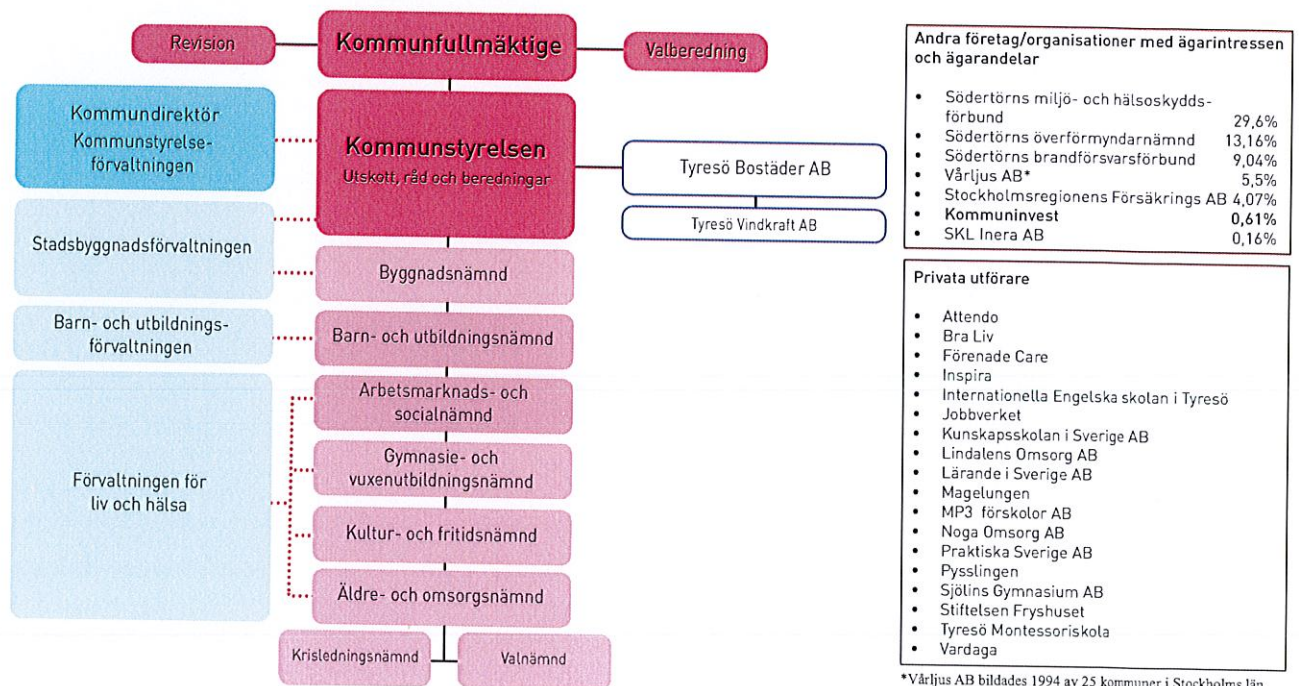 Revision
Kommunfullmäktige
Valberedning
Kommundirektör
Kommunstyrelse-
förvaltningen
Kommunstyrelsen
Utskott, råd och beredningar
Tyresö Bostäder AB
Tyresö Vindkraft AB
Stadsbyggnadsförvaltningen
Byggnadsnämnd
Barn- och utbildnings-
förvaltningen
Barn- och utbildningsnämnd
Förvaltningen för
liv och hälsa
Arbetsmarknads- och
socialnämnd
Gymnasie- och
vuxenutbildningsnämnd
Kultur- och fritidsnämnd
Äldre- och omsorgsnämnd
Krisledningsnämnd
Valnämnd
Andra företag/organisationer med ägarintressen
och ägarandelar
• Södertörns miljö- och hälsoskydds-
förbund 29,6%
• Södertörns överförmyndarnämnd 13,16%
• Södertörns brandförsvarsförbund 9,04%
• Vårljus AB* 5,5%
• Stockholmsregionens Försäkrings AB 4,07%
• Kommuninvest 0,61%
• SKL Inera AB 0,16%
Privata utförare
• Attendo
• Bra Liv
• Förenade Care
• Inspira
• Internationella Engelska skolan i Tyresö
• Jobbverket
• Kunskapsskolan i Sverige AB
• Lindalens Omsorg AB
• Lärande i Sverige AB
• Magelungen
• MP3 förskolor AB
• Noga Omsorg AB
• Praktiska Sverige AB
• Pysslingen
• Sjölins Gymnasium AB
• Stiftelsen Fryshuset
• Tyresö Montessoriskola
• Vardaga
*Vårljus AB bildades 1994 av 25 kommuner i Stockholms län